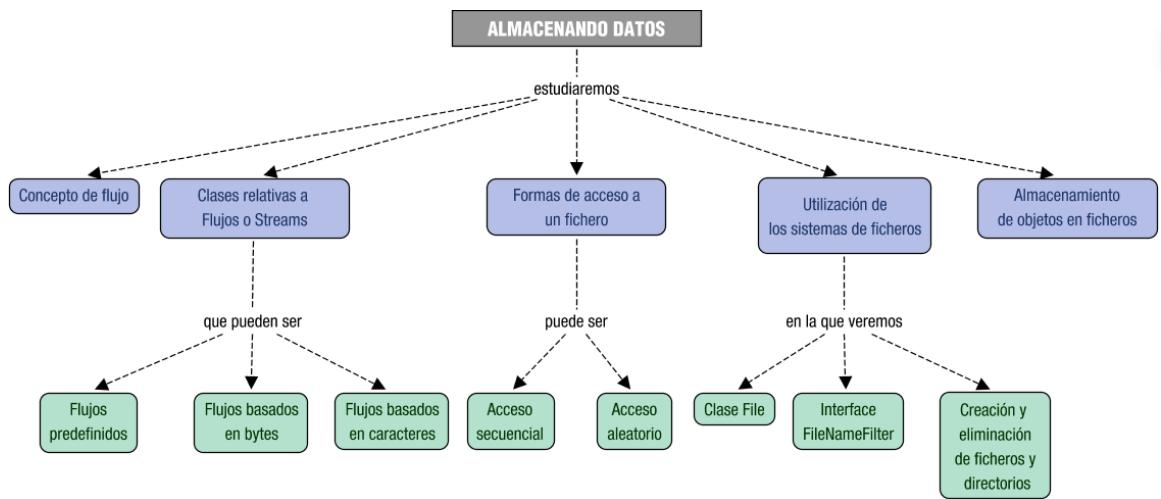 ALMACENANDO DATOS
estudiaremos
Concepto de flujo
Clases relativas a
Flujos o Streams
Formas de acceso a
un fichero
Utilización de
los sistemas de ficheros
Almacenamiento
de objetos en ficheros
que pueden ser
puede ser
en la que veremos
Flujos
predefinidos
Flujos basados
en bytes
Flujos basados
en caracteres
Acceso
secuencial
Acceso
aleatorio
Clase File
Interface
FileNameFilter
Creación y
eliminación
de ficheros y
directorios